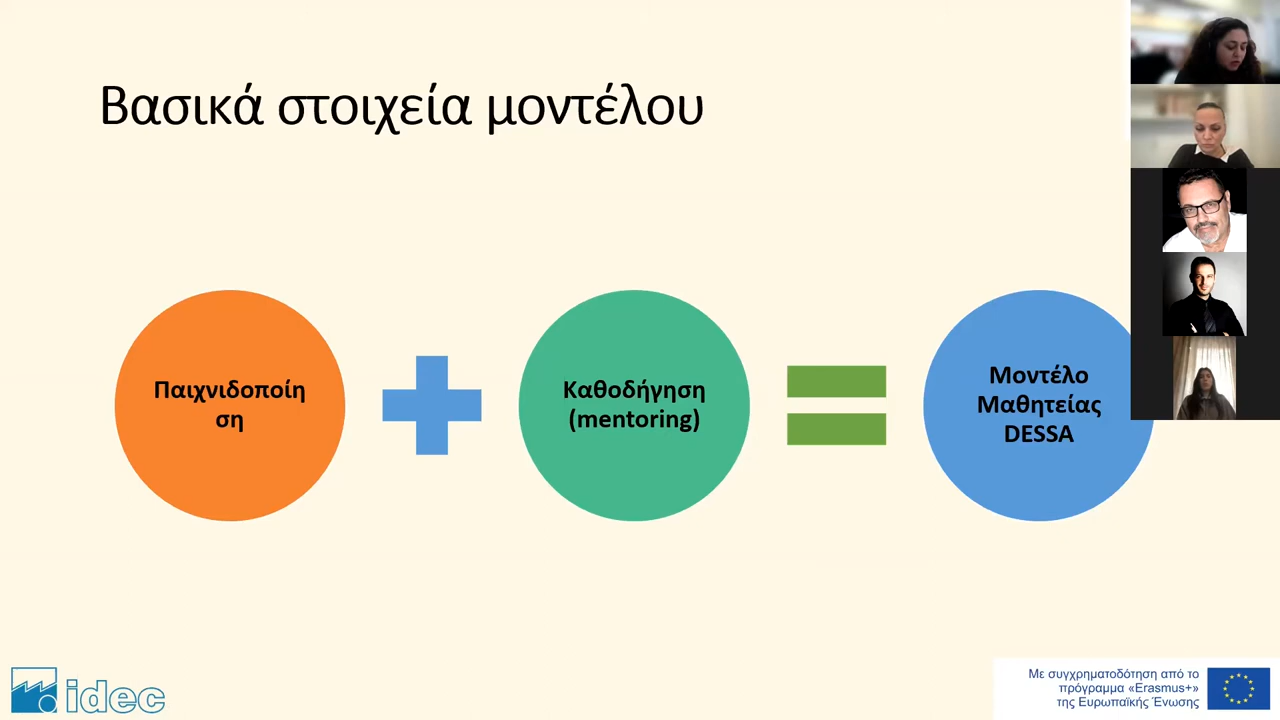 Βασικά στοιχεία μοντέλου
Παιχνιδοποίη
ση
Καθοδήγηση
(mentoring)
Μοντέλο
Μαθητείας
DESSA
idec
Με συγχρηματοδότηση από το
πρόγραμμα «Erasmus+»
της Ευρωπαϊκής Ένωσης